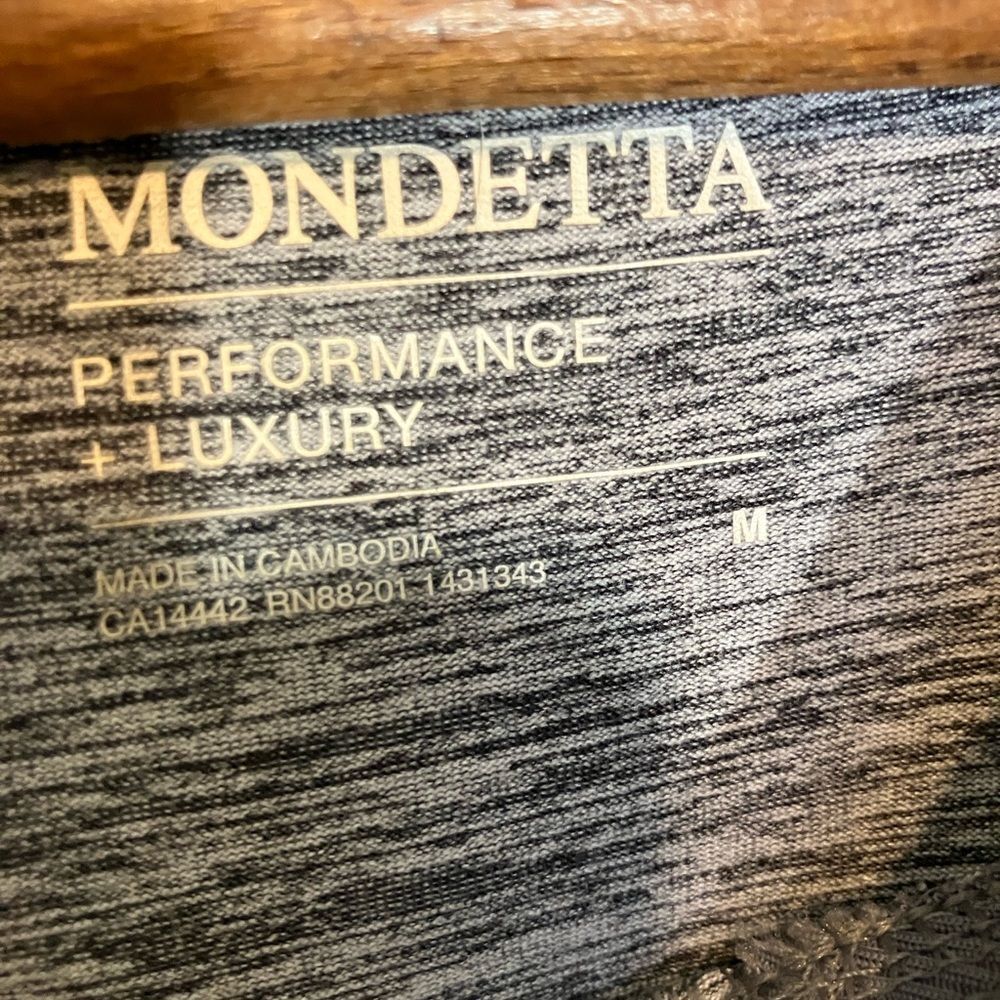 MONDETTA
PERFORMANCE
+ LUXURY
M
MADE IN CAMBODIA
CA14442 RN88201 1431343